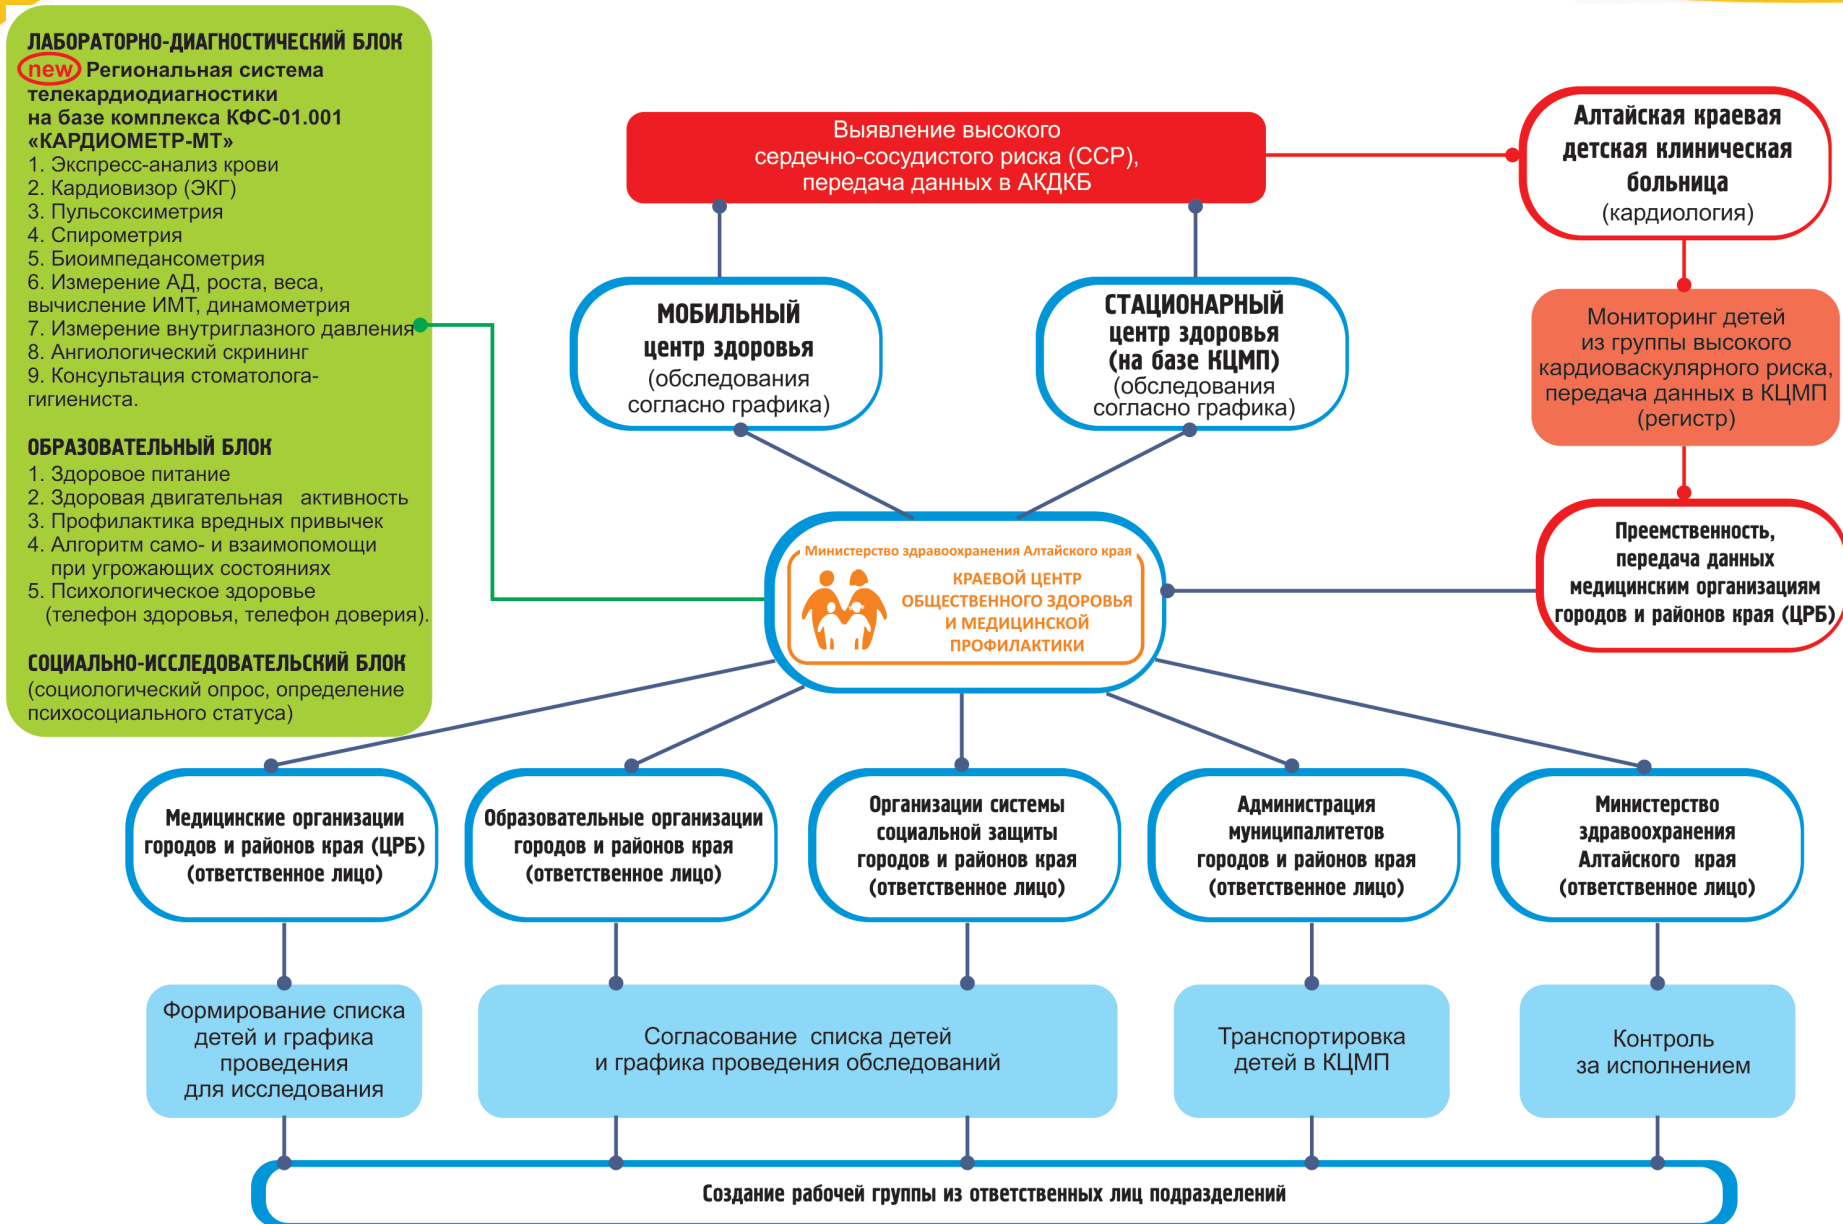 ЛАБОРАТОРНО-ДИАГНОСТИЧЕСКИЙ БЛОК
new Региональная система
телекардиодиагностики
на базе комплекса КФС-01.001
«КАРДИОМЕТР-МТ»
1. Экспресс-анализ крови
2. Кардиовизор (ЭКГ)
3. Пульсоксиметрия
4. Спирометрия
5. Биоимпедансометрия
6. Измерение АД, роста, веса,
вычисление ИМТ, динамометрия
7. Измерение внутриглазного давления
8. Ангиологический скрининг
9. Консультация стоматолога-
гигиениста.
ОБРАЗОВАТЕЛЬНЫЙ БЛОК
1. Здоровое питание
2. Здоровая двигательная активность
3. Профилактика вредных привычек
4. Алгоритм само- и взаимопомощи
при угрожающих состояниях
5. Психологическое здоровье
(телефон здоровья, телефон доверия).
СОЦИАЛЬНО-ИССЛЕДОВАТЕЛЬСКИЙ БЛОК
(социологический опрос, определение
психосоциального статуса)
Выявление высокого
сердечно-сосудистого риска (ССР),
передача данных в АКДКБ
Алтайская краевая
детская клиническая
больница
(кардиология)
МОБИЛЬНЫЙ
центр здоровья
(обследования
согласно графика)
СТАЦИОНАРНЫЙ
центр здоровья
(на базе КЦМП)
(обследования
согласно графика)
Мониторинг детей
из группы высокого
кардиоваскулярного риска,
передача данных в КЦМП
(регистр)
Преемственность,
передача данных
медицинским организациям
городов и районов края (ЦРБ)
Министерство здравоохранения Алтайского края
КРАЕВОЙ ЦЕНТР
ОБЩЕСТВЕННОГО ЗДОРОВЬЯ
И МЕДИЦИНСКОЙ
ПРОФИЛАКТИКИ
Медицинские организации
городов и районов края (ЦРБ)
(ответственное лицо)
Образовательные организации
городов и районов края
(ответственное лицо)
Организации системы
социальной защиты
городов и районов края
(ответственное лицо)
Администрация
муниципалитетов
городов и районов края
(ответственное лицо)
Министерство
здравоохранения
Алтайского края
(ответственное лицо)
Формирование списка
детей и графика
проведения
для исследования
Согласование списка детей
и графика проведения обследований
Транспортировка
детей в КЦМП
Контроль
за исполнением
Создание рабочей группы из ответственных лиц подразделений